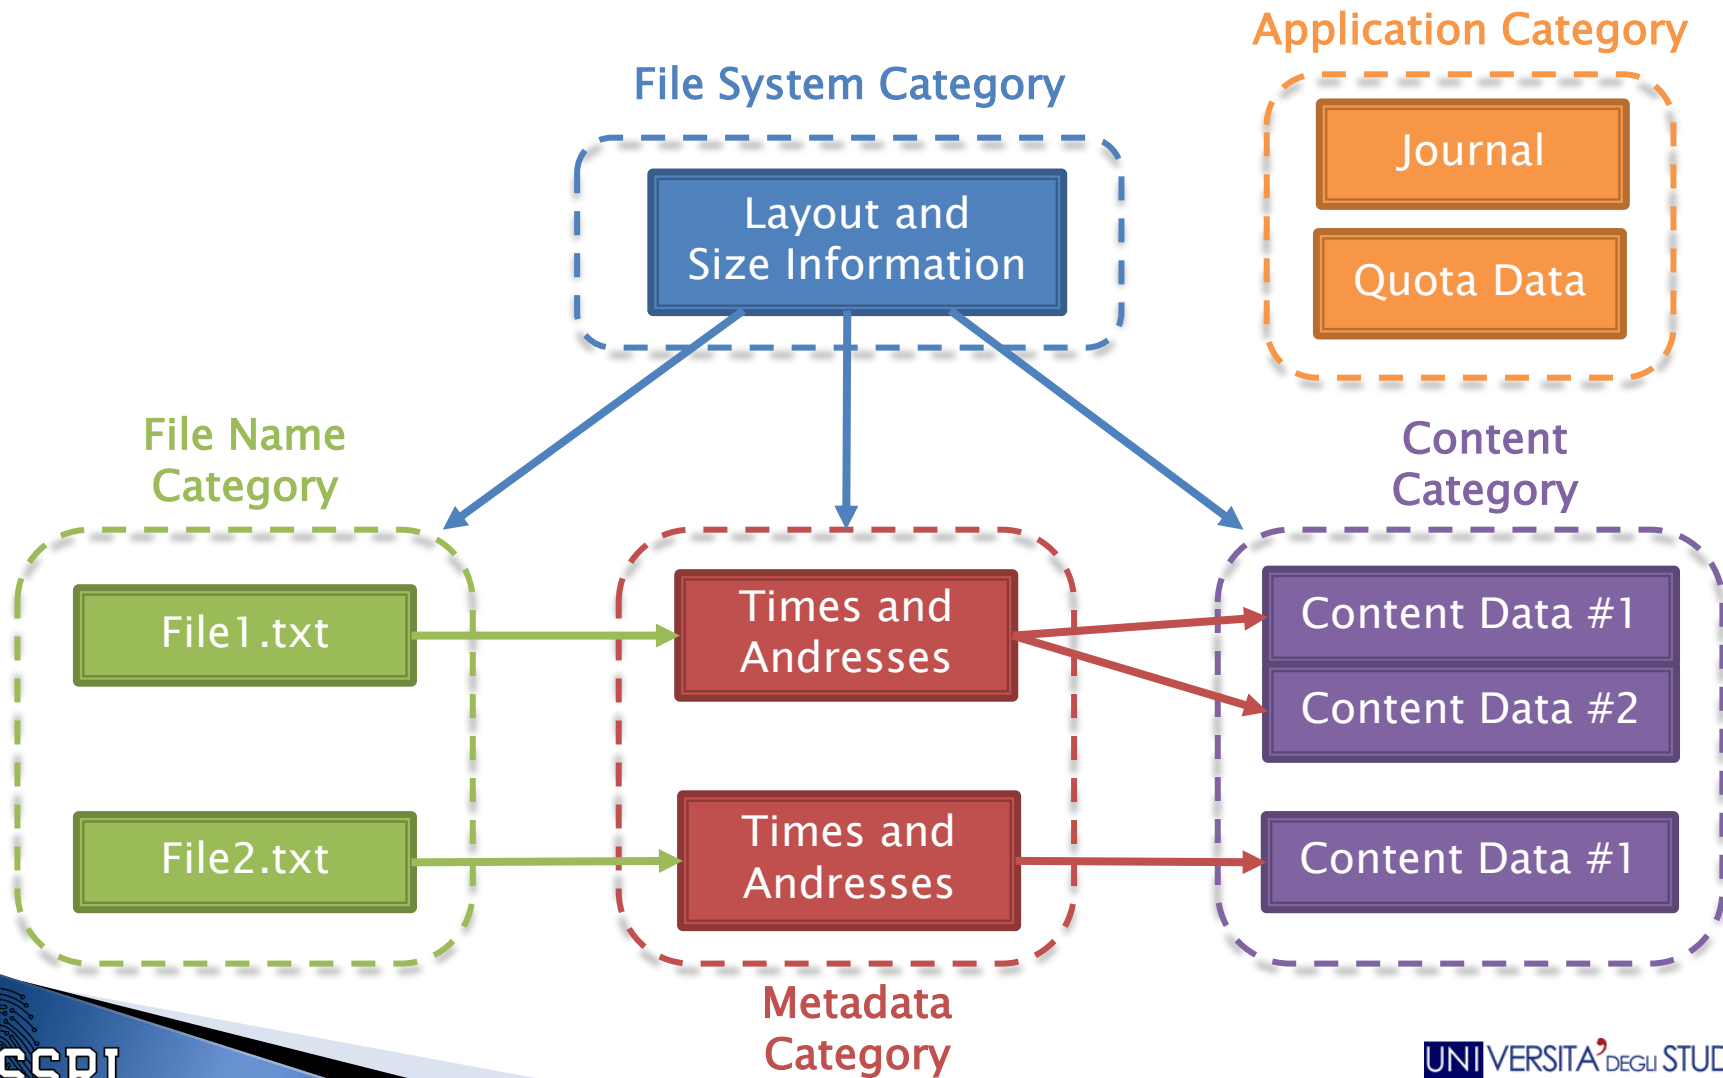 Application Category
File System Category
Journal
Layout and
Size Information
Quota Data
File Name
Category
Content
Category
File1.txt
Times and
Andresses
Content Data #1
Content Data #2
File2.txt
Times and
Andresses
Content Data #1
Metadata
Category
UNIVERSITA' DEGLI STUD